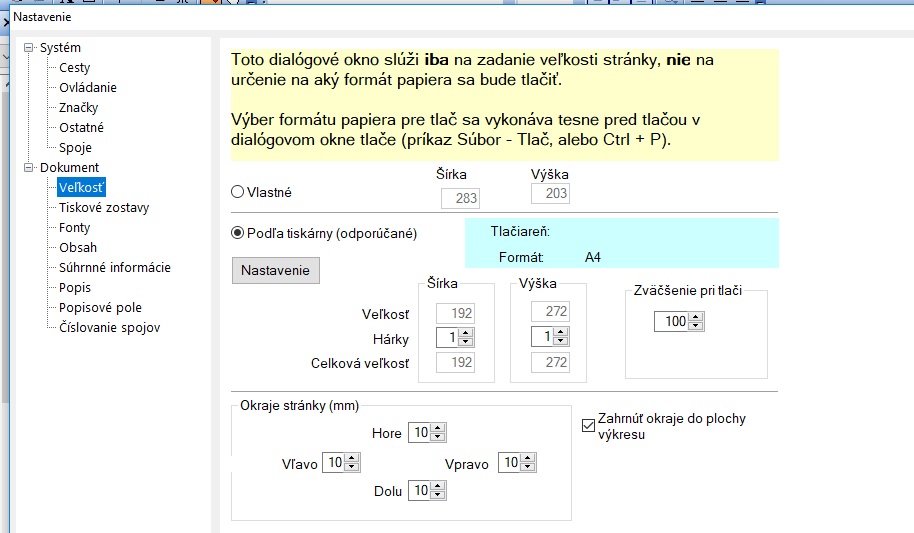 Nastavenie
Systém
Cesty
Ovládanie
Značky
Ostatné
Spoje
Dokument
Veľkosť
Tiskové zostavy
Fonty
Obsah
Súhrnné informácie
Popis
Popisové pole
Číslovanie spojov
Toto dialógové okno slúži iba na zadanie veľkosti stránky, nie na
určenie na aký formát papiera sa bude tlačiť.
Výber formátu papiera pre tlač sa vykonáva tesne pred tlačou v
dialógovom okne tlače (príkaz Súbor - Tlač, alebo Ctrl + P).
Šírka Výška
Vlastné 283 203
Podľa tiskárny (odporúčané) Tlačiareň:
Formát: A4
Nastavenie
Šírka Výška Zväčšenie pri tlači
Veľkosť 192 272
100
Hárky 1 1
Celková veľkosť 192 272
Okraje stránky (mm)
Hore 10
Zahrnúť okraje do plochy
výkresu
Vľavo 10 Vpravo 10
Dolu 10